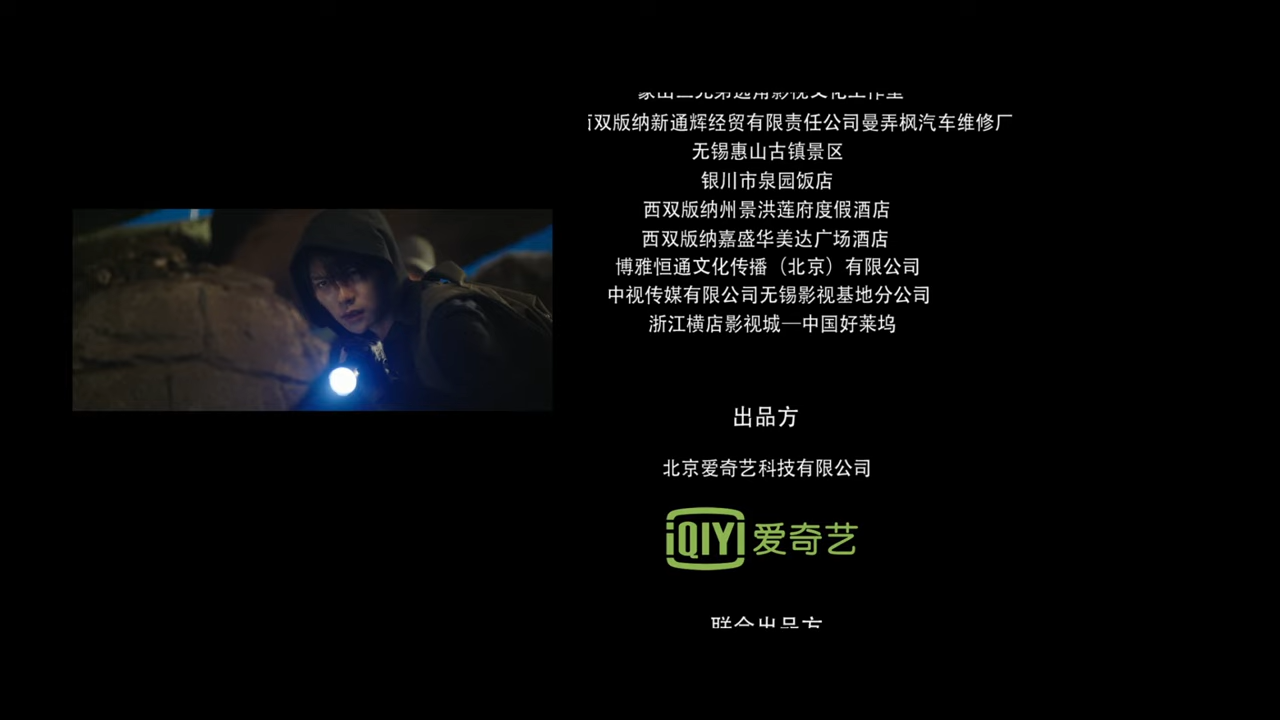 双版纳新通辉经贸有限责任公司曼弄枫汽车维修厂
无锡惠山古镇景区
银川市泉园饭店
西双版纳州景洪莲府度假酒店
西双版纳嘉盛华美达广场酒店
博雅恒通文化传播（北京）有限公司
中视传媒有限公司无锡影视基地分公司
浙江横店影视城—中国好莱坞
出品方
北京爱奇艺科技有限公司
iQIYI 爱奇艺
联合出品方